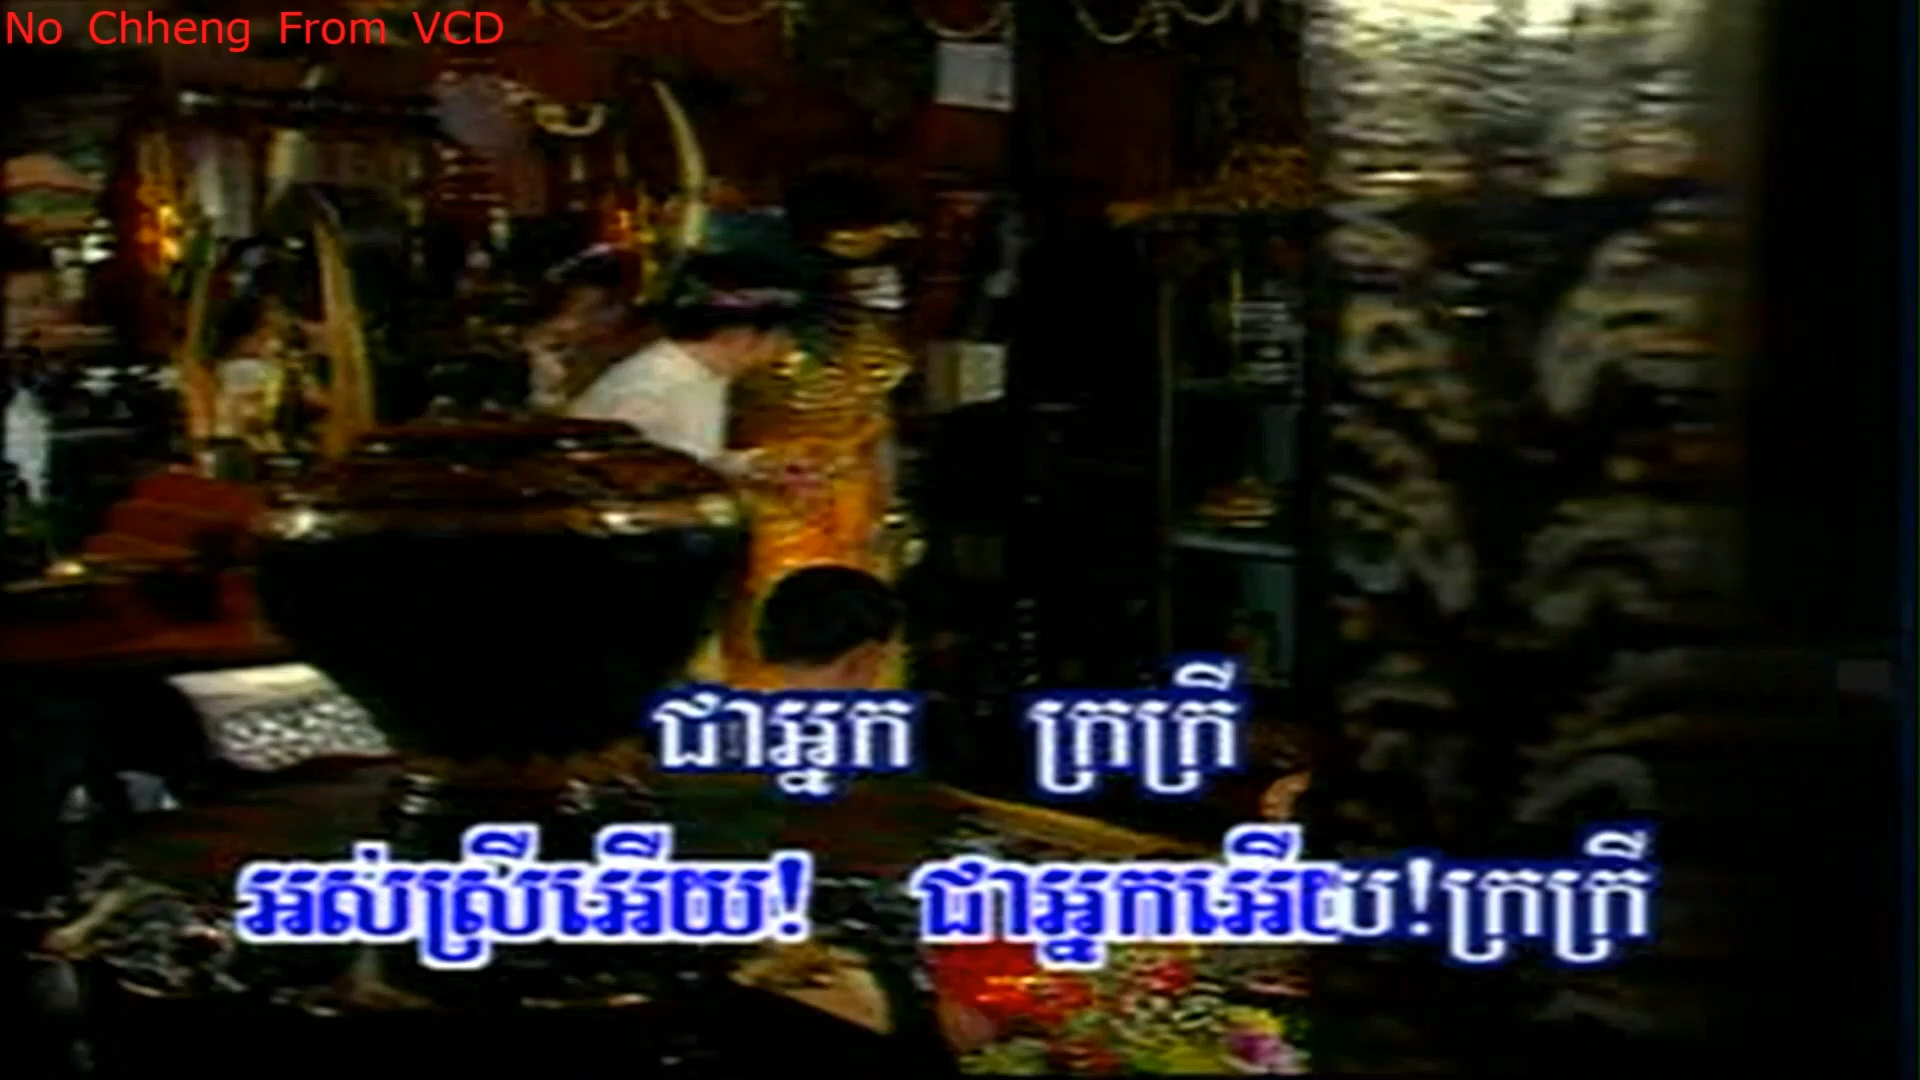 No Chheng From VCD
ជាអ្នក ក្រក្រី
អស់ស្រីអើយ! ជាអ្នកអើយ!ក្រក្រី